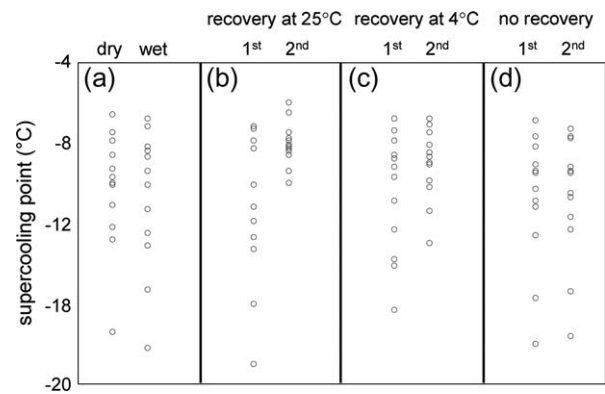 recovery at 25°C recovery at 4°C no recovery
dry wet 1st 2nd 1st 2nd 1st 2nd
-4
(a) (b) (c) (d)
-8
-12
-18
-20
supercooling point (°C)